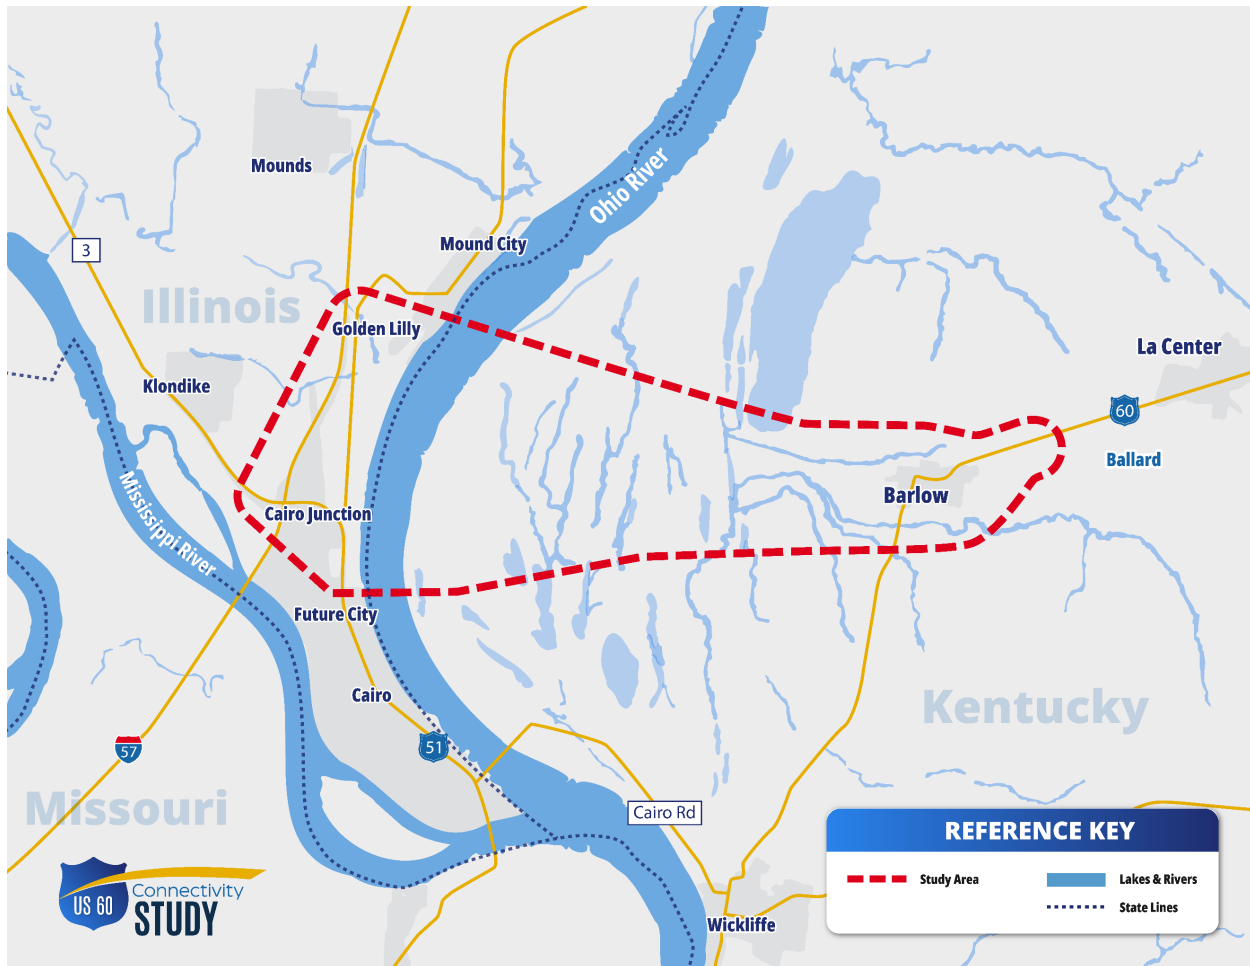 Mounds
Ohio River
Mound City
3
Illinois
Golden Lilly
La Center
Klondike
60
Ballard
Barlow
Mississippi River
Cairo Junction
Future City
Cairo
Kentucky
51
57
Missouri
Cairo Rd
REFERENCE KEY
Study Area
Lakes & Rivers
State Lines
US 60
Connectivity
STUDY
Wickliffe